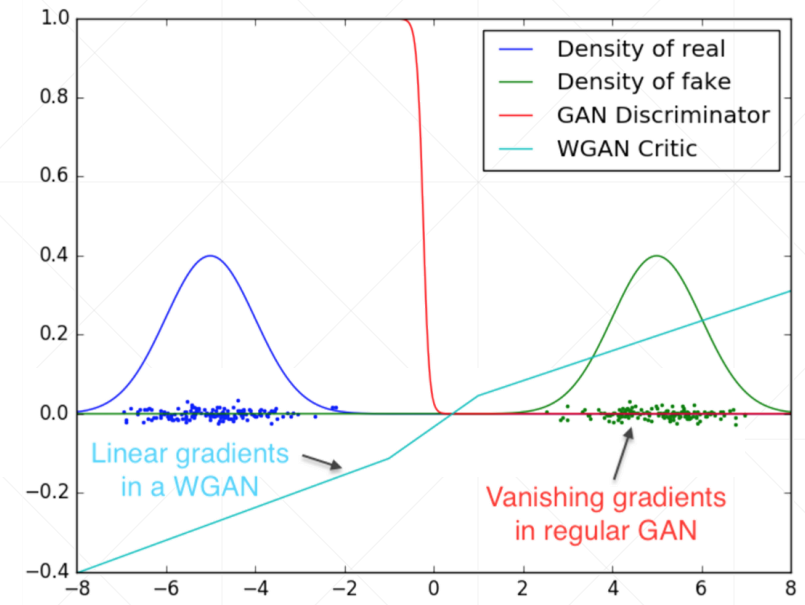 1.0
0.8
0.6
0.4
0.2
0.0
−0.2
−0.4
−8
−6
−4
−2
0
2
4
6
8
Density of real
Density of fake
GAN Discriminator
WGAN Critic
Linear gradients
in a WGAN
Vanishing gradients
in regular GAN